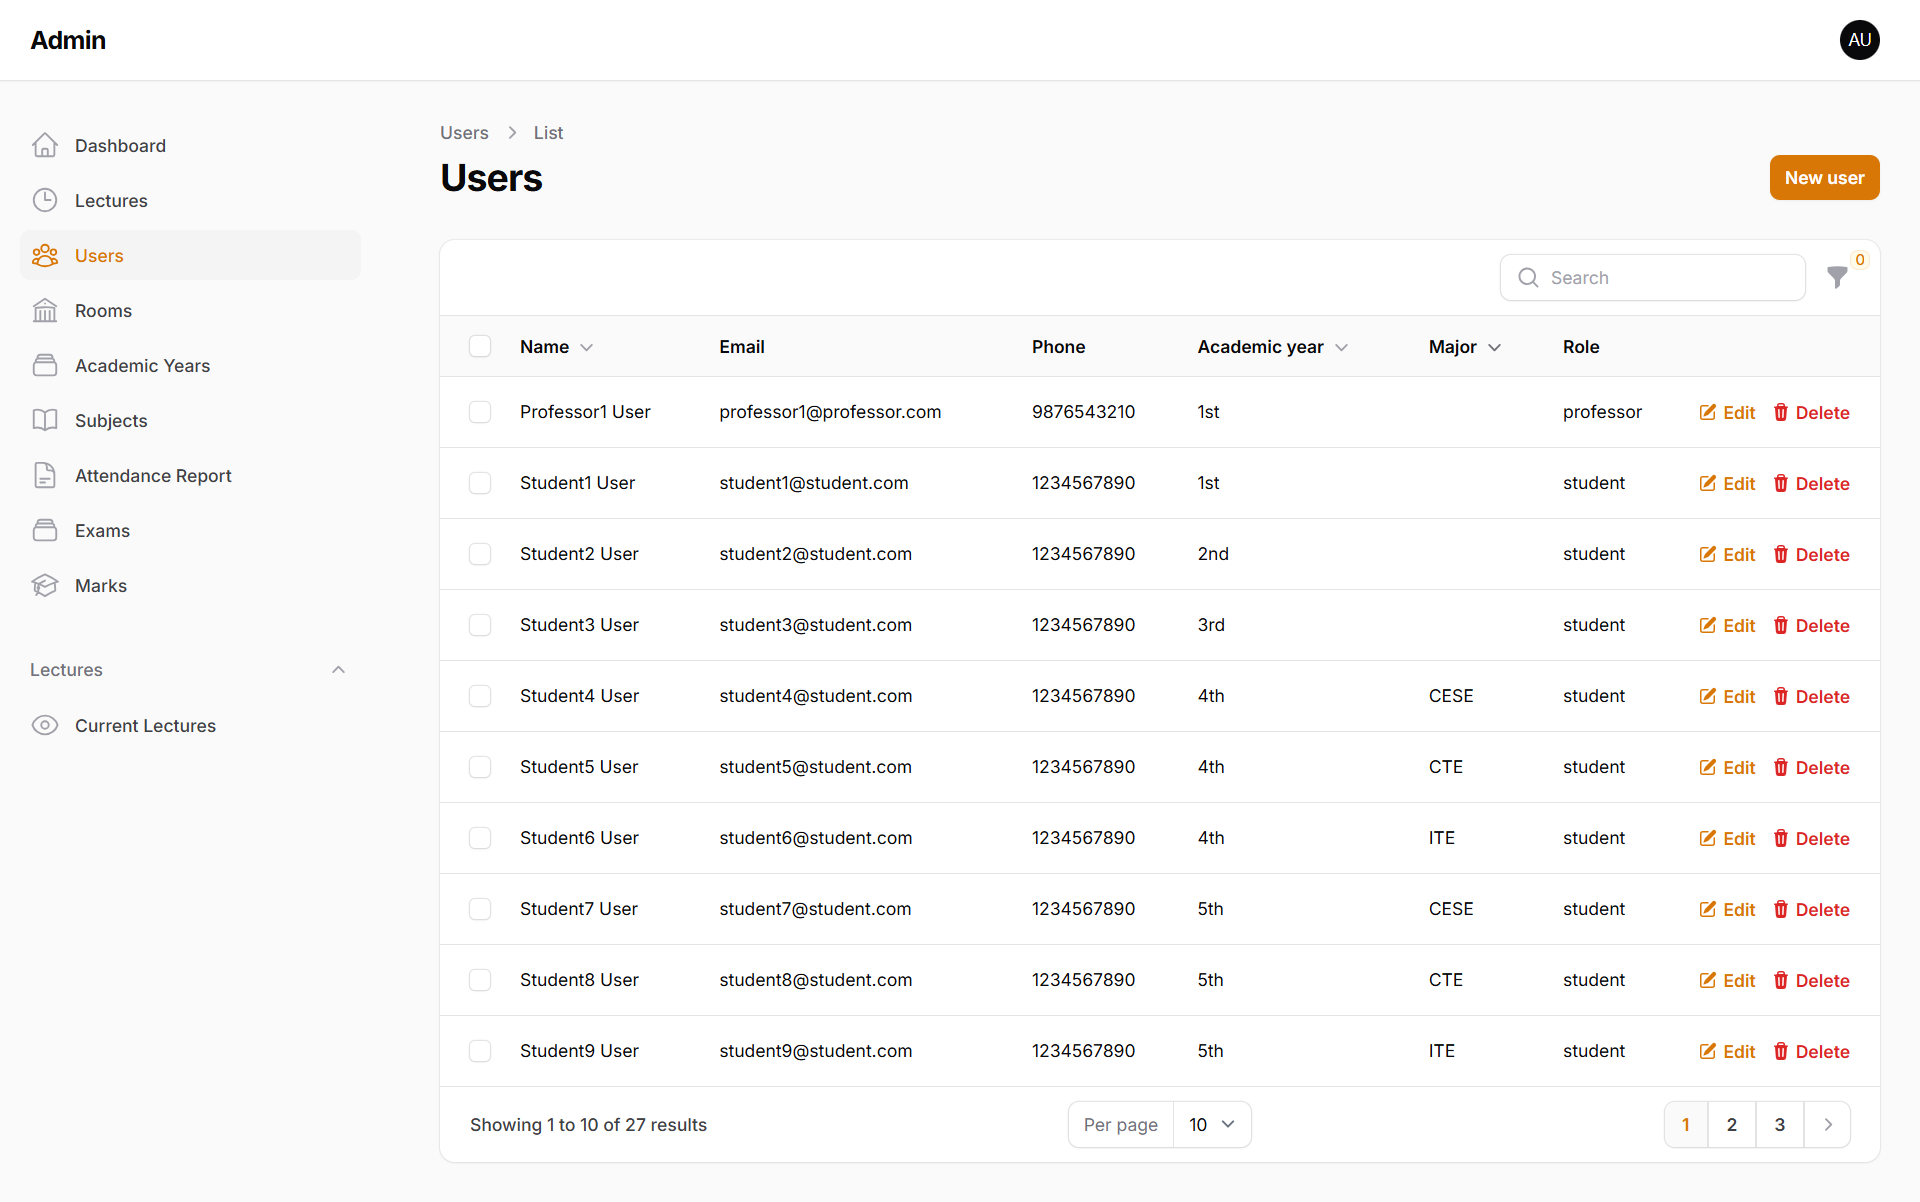 Admin
AU
Dashboard
Lectures
Users
Rooms
Academic Years
Subjects
Attendance Report
Exams
Marks
Lectures
Current Lectures
Users > List
Users
New user
Search
0
Name Email Phone Academic year Major Role
Professor1 User professor1@professor.com 9876543210 1st professor Edit Delete
Student1 User student1@student.com 1234567890 1st student Edit Delete
Student2 User student2@student.com 1234567890 2nd student Edit Delete
Student3 User student3@student.com 1234567890 3rd student Edit Delete
Student4 User student4@student.com 1234567890 4th CESE student Edit Delete
Student5 User student5@student.com 1234567890 4th CTE student Edit Delete
Student6 User student6@student.com 1234567890 4th ITE student Edit Delete
Student7 User student7@student.com 1234567890 5th CESE student Edit Delete
Student8 User student8@student.com 1234567890 5th CTE student Edit Delete
Student9 User student9@student.com 1234567890 5th ITE student Edit Delete
Showing 1 to 10 of 27 results Per page 10 1 2 3